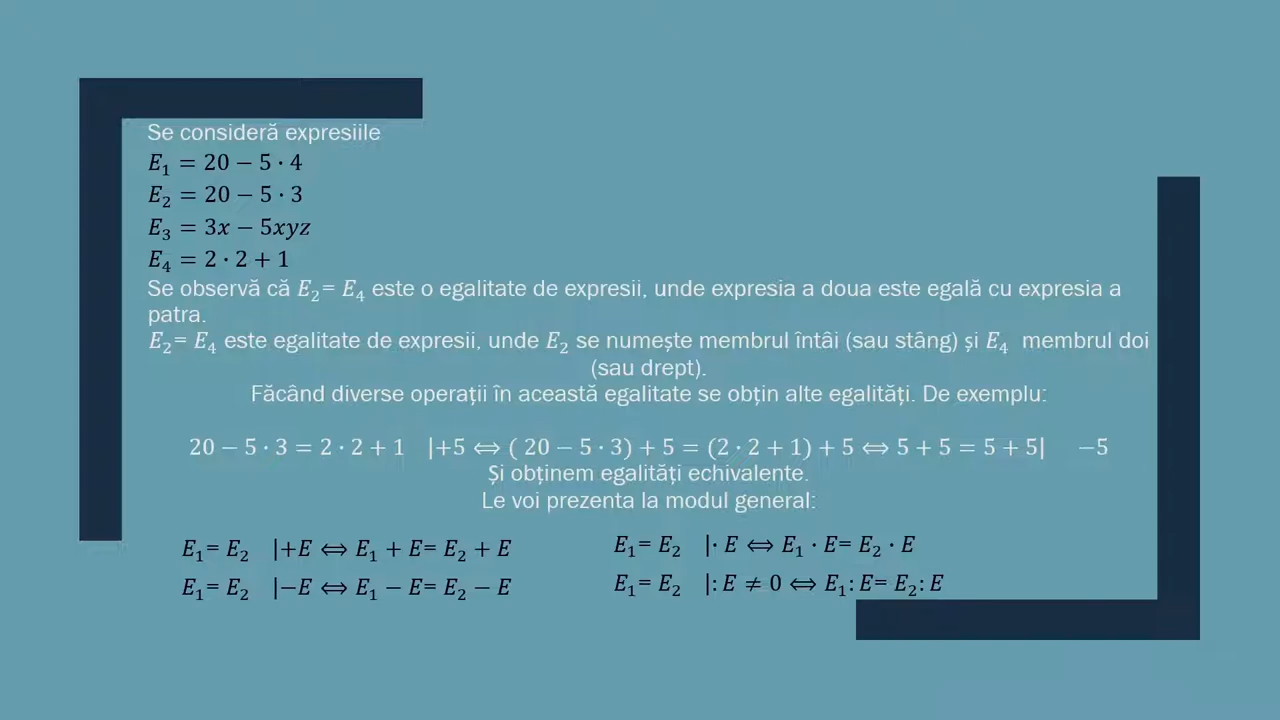 Se consideră expresiile
E₁ = 20 − 5 · 4
E₂ = 20 − 5 · 3
E₃ = 3x − 5xyz
E₄ = 2 · 2 + 1
Se observă că E₂= E₄ este o egalitate de expresii, unde expresia a doua este egală cu expresia a
patra.
E₂= E₄ este egalitate de expresii, unde E₂ se numește membrul întâi (sau stâng) și E₄ membrul doi
(sau drept).
Făcând diverse operații în această egalitate se obțin alte egalități. De exemplu:
20 − 5 · 3 = 2 · 2 + 1 |+5 ⟺ ( 20 − 5 · 3) + 5 = (2 · 2 + 1) + 5 ⟺ 5 + 5 = 5 + 5| −5
Și obținem egalități echivalente.
Le voi prezenta la modul general:
E₁= E₂ |+E ⟺ E₁ + E= E₂ + E
E₁= E₂ |−E ⟺ E₁ − E= E₂ − E
E₁= E₂ |· E ⟺ E₁ · E= E₂ · E
E₁= E₂ |: E ≠ 0 ⟺ E₁: E= E₂: E